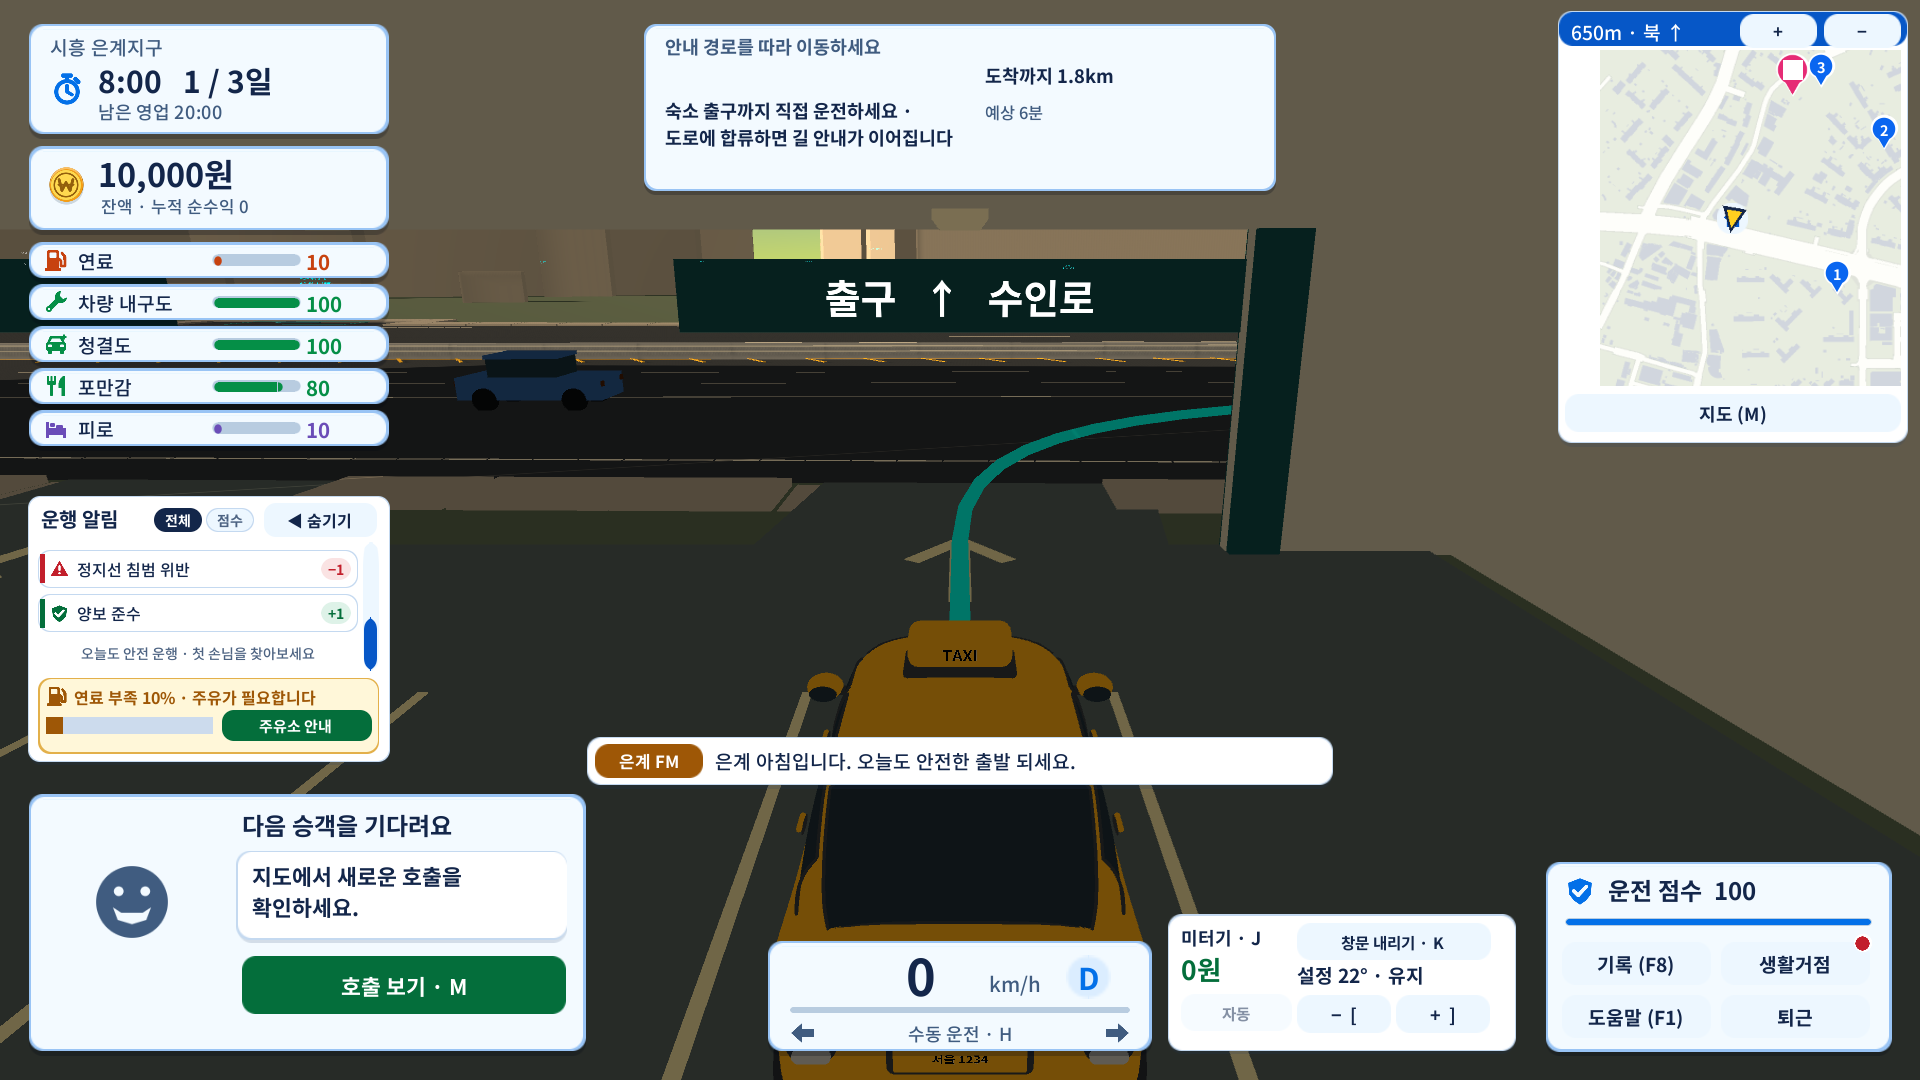 시흥 은계지구
8:00 1 / 3일
남은 영업 20:00
10,000원
잔액 · 누적 순수익 0
연료 10
차량 내구도 100
청결도 100
포만감 80
피로 10
안내 경로를 따라 이동하세요
도착까지 1.8km
숙소 출구까지 직접 운전하세요 ·
예상 6분
도로에 합류하면 길 안내가 이어집니다
650m · 북 ↑ + −
3
2
1
지도 (M)
출구 ↑ 수인로
운행 알림 전체 점수 ◀ 숨기기
정지선 침범 위반 −1
양보 준수 +1
오늘도 안전 운행 · 첫 손님을 찾아보세요
연료 부족 10% · 주유가 필요합니다
주유소 안내
TAXI
은계 FM 은계 아침입니다. 오늘도 안전한 출발 되세요.
다음 승객을 기다려요
지도에서 새로운 호출을
확인하세요.
호출 보기 · M
0 km/h D
수동 운전 · H
서울 1234
미터기 · J 창문 내리기 · K
0원 설정 22° · 유지
자동 − [ + ]
운전 점수 100
기록 (F8) 생활거점
도움말 (F1) 퇴근